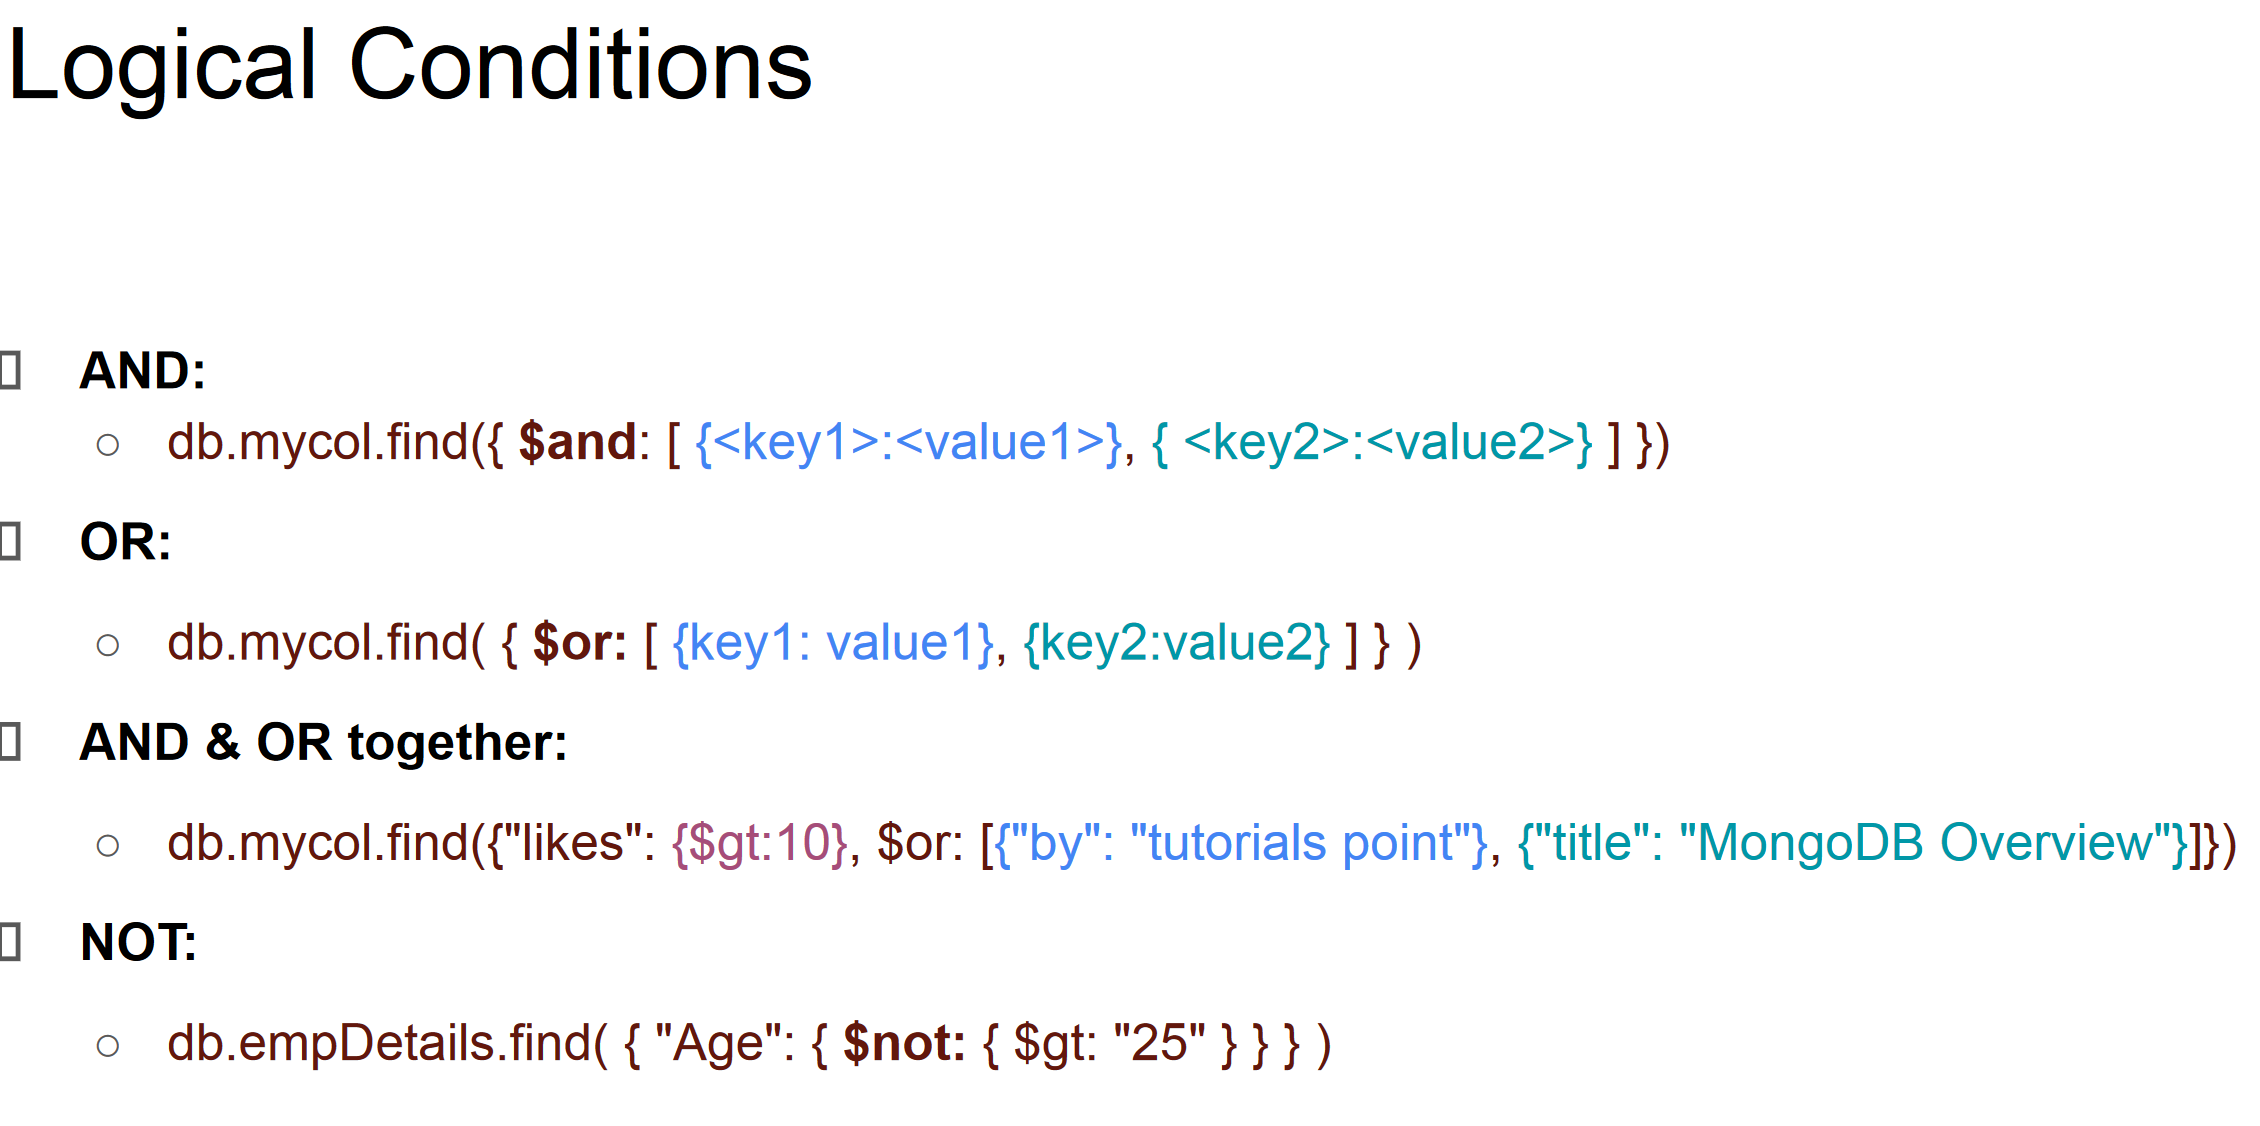 Logical Conditions
AND:
db.mycol.find({ $and: [ {<key1>:<value1>}, { <key2>:<value2>} ] })
OR:
db.mycol.find( { $or: [ {key1: value1}, {key2:value2} ] } )
AND & OR together:
db.mycol.find({"likes": {$gt:10}, $or: [{"by": "tutorials point"}, {"title": "MongoDB Overview"}]})
NOT:
db.empDetails.find( { "Age": { $not: { $gt: "25" } } } )